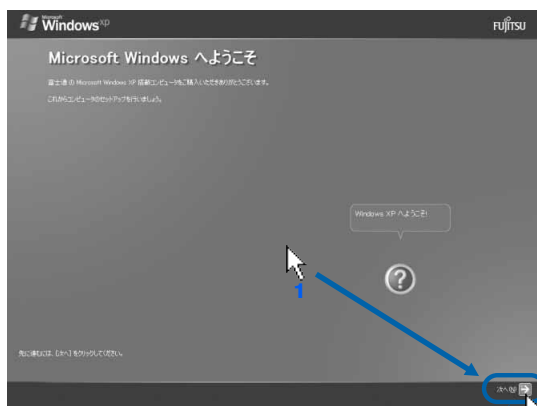 Microsoft
Windows xp
FUJITSU
Microsoft Windows へようこそ
富士通の Microsoft Windows XP 搭載コンピュータをご購入いただきありがとうございます。
これからコンピュータのセットアップを行いましょう。
Windows XP へようこそ!
?
1
先に進むには、[次へ] をクリックしてください。
次へ(N)